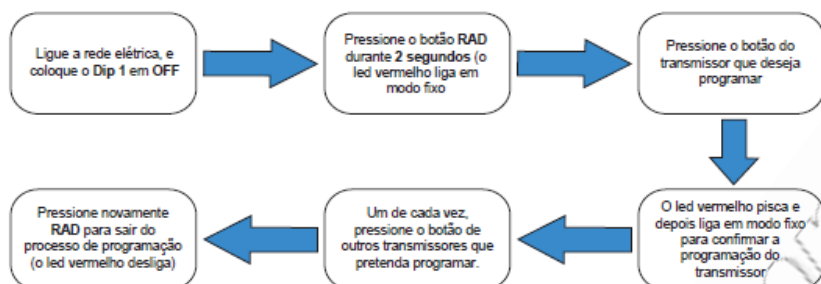 Ligue a rede elétrica, e
coloque o Dip 1 em OFF
Pressione o botão RAD
durante 2 segundos (o
led vermelho liga em
modo fixo
Pressione o botão do
transmissor que deseja
programar
O led vermelho pisca e
depois liga em modo fixo
para confirmar a
programação do
transmissor
Um de cada vez,
pressione o botão de
outros transmissores que
pretenda programar.
Pressione novamente
RAD para sair do
processo de programação
(o led vermelho desliga)